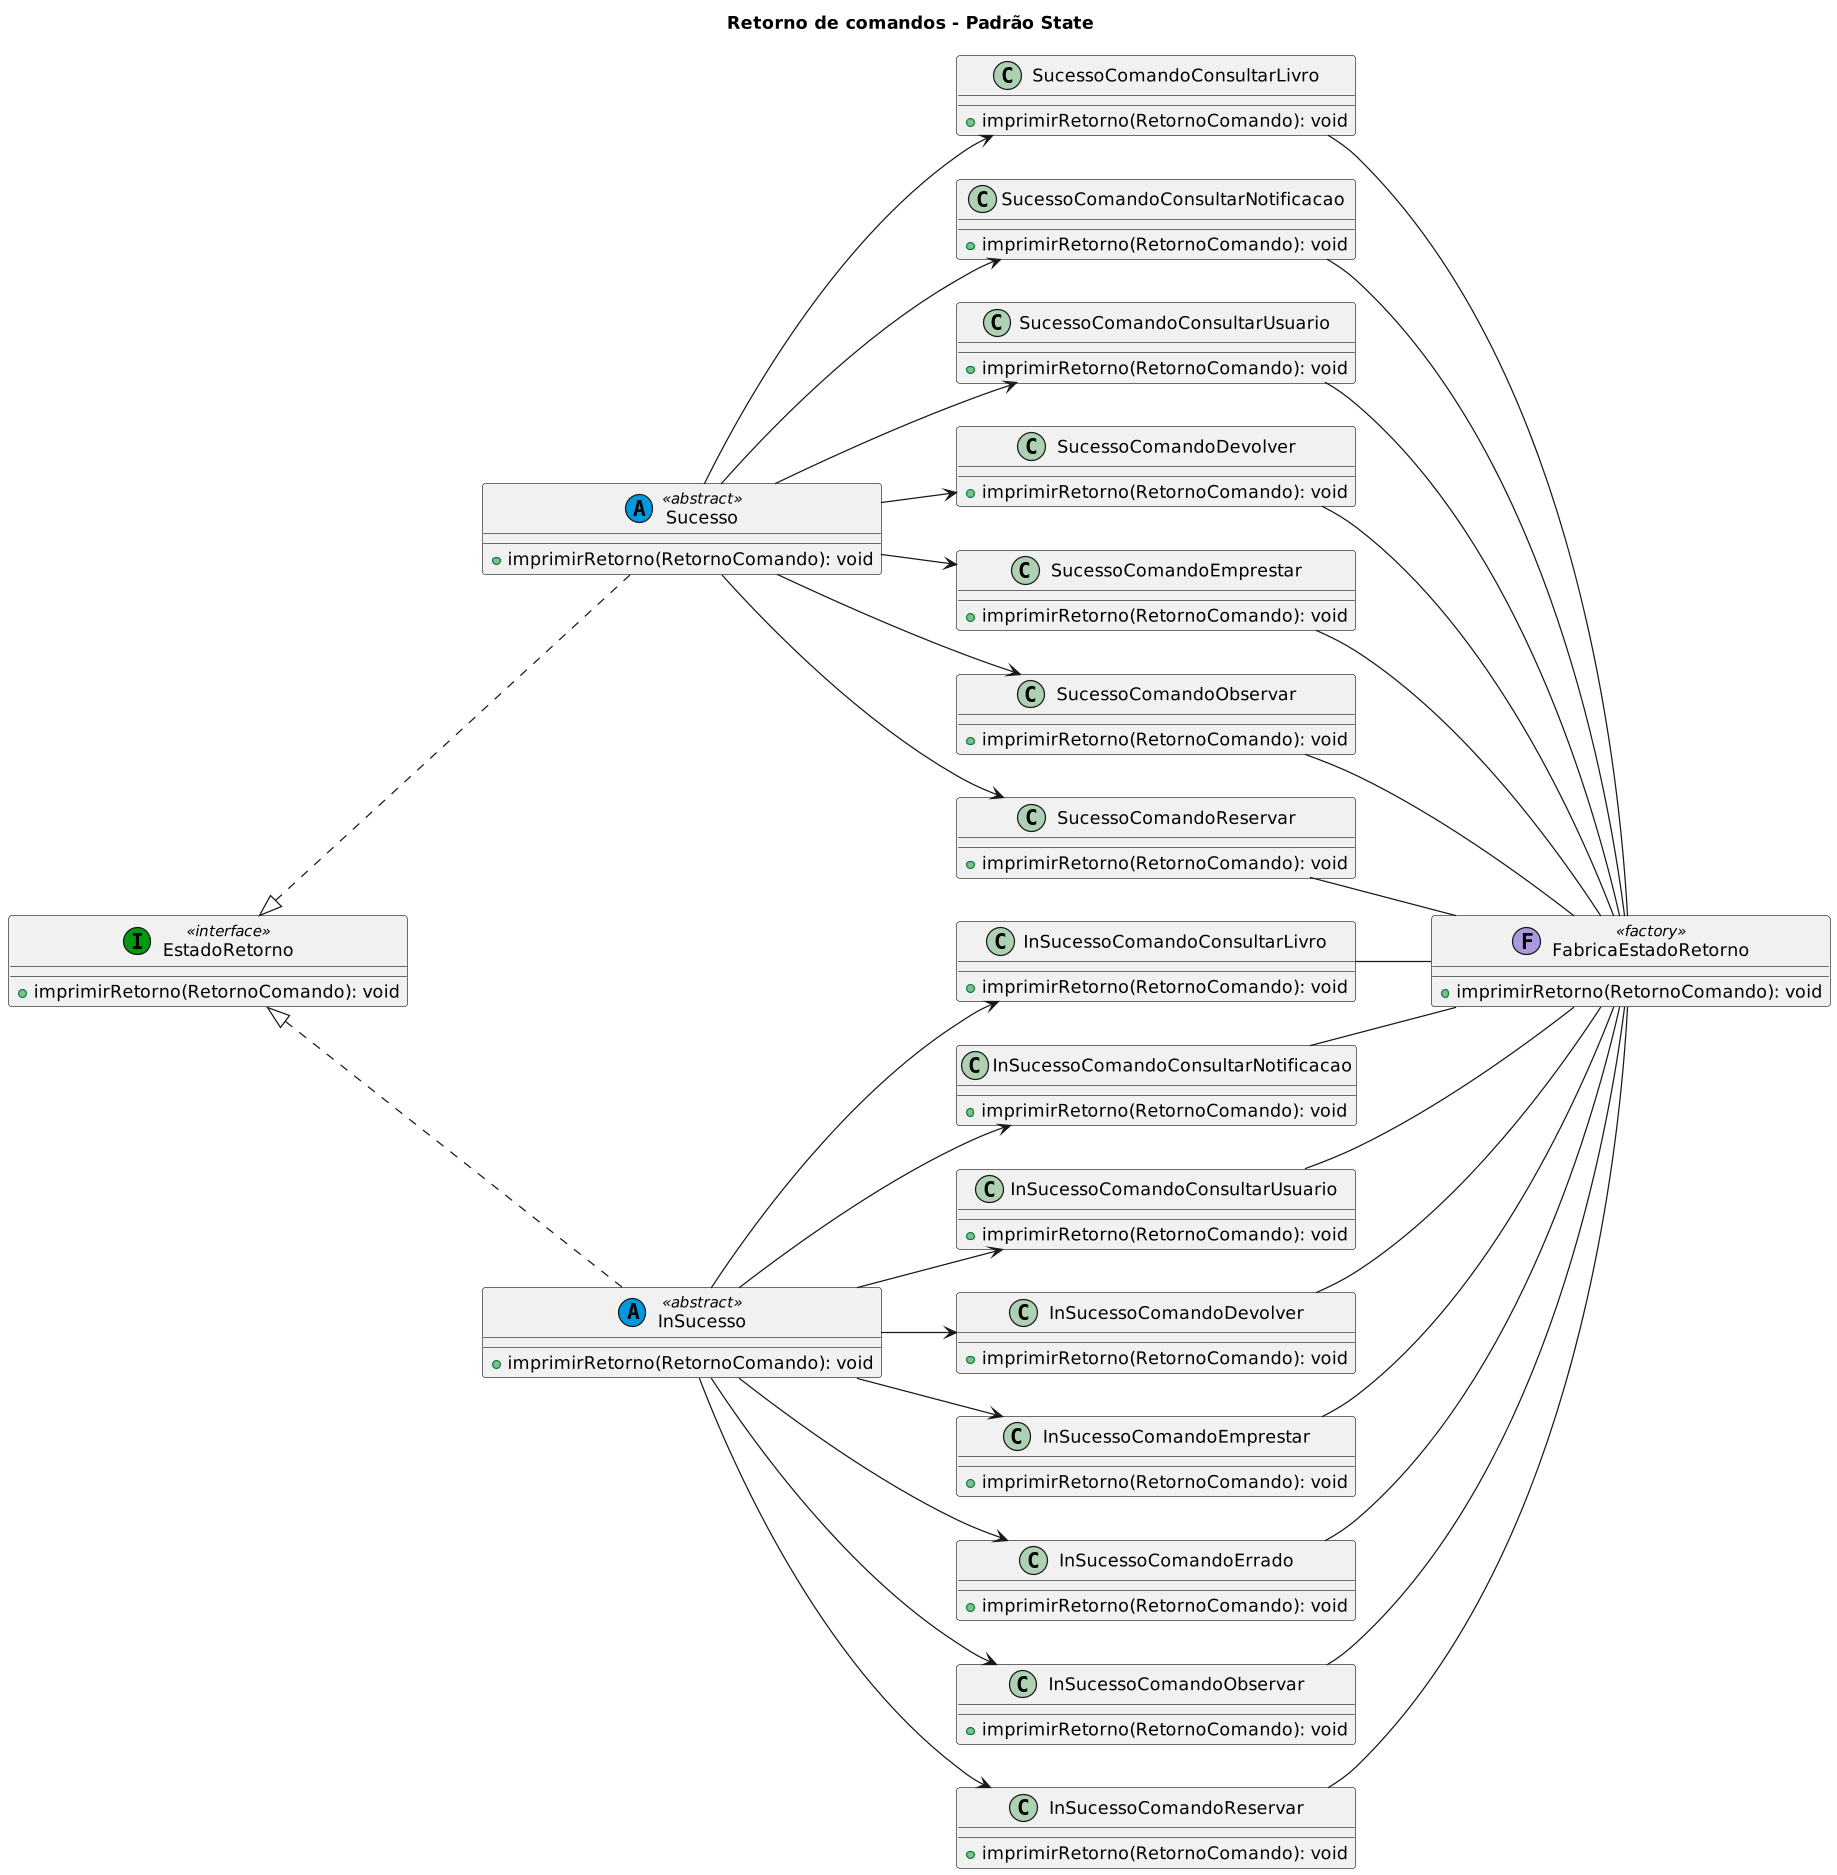 Retorno de comandos - Padrão State
C SucessoComandoConsultarLivro
imprimirRetorno(RetornoComando): void
C SucessoComandoConsultarNotificacao
imprimirRetorno(RetornoComando): void
C SucessoComandoConsultarUsuario
imprimirRetorno(RetornoComando): void
C SucessoComandoDevolver
imprimirRetorno(RetornoComando): void
A «abstract»
Sucesso
imprimirRetorno(RetornoComando): void
C SucessoComandoEmprestar
imprimirRetorno(RetornoComando): void
C SucessoComandoObservar
imprimirRetorno(RetornoComando): void
C SucessoComandoReservar
imprimirRetorno(RetornoComando): void
I «interface»
EstadoRetorno
imprimirRetorno(RetornoComando): void
C InSucessoComandoConsultarLivro
imprimirRetorno(RetornoComando): void
F «factory»
FabricaEstadoRetorno
imprimirRetorno(RetornoComando): void
C InSucessoComandoConsultarNotificacao
imprimirRetorno(RetornoComando): void
C InSucessoComandoConsultarUsuario
imprimirRetorno(RetornoComando): void
A «abstract»
InSucesso
imprimirRetorno(RetornoComando): void
C InSucessoComandoDevolver
imprimirRetorno(RetornoComando): void
C InSucessoComandoEmprestar
imprimirRetorno(RetornoComando): void
C InSucessoComandoErrado
imprimirRetorno(RetornoComando): void
C InSucessoComandoObservar
imprimirRetorno(RetornoComando): void
C InSucessoComandoReservar
imprimirRetorno(RetornoComando): void